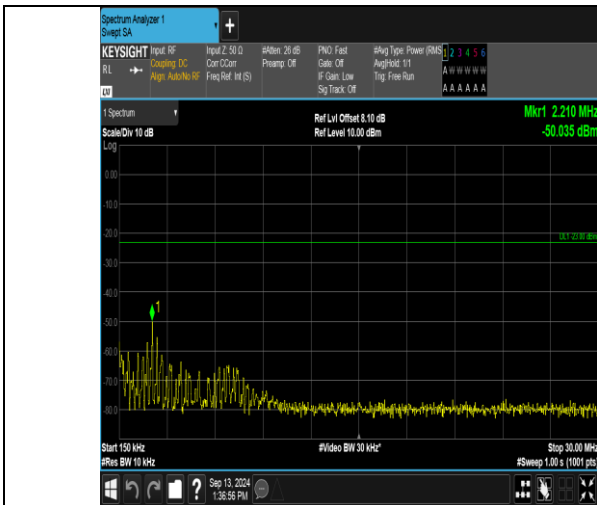 Spectrum Analyzer 1
Swept SA
+
KEYSIGHT
RL
LXI
Input: RF
Coupling: DC
Align: Auto/No RF
Input Z: 50 Ω
Corr CCorr
Freq Ref: Int (S)
#Atten: 26 dB
Preamp: Off
PNO: Fast
Gate: Off
IF Gain: Low
Sig Track: Off
#Avg Type: Power (RMS
Avg|Hold: 1/1
Trig: Free Run
1 2 3 4 5 6
A W W W W W
A A A A A A
1 Spectrum
Scale/Div 10 dB
Log
Ref Lvl Offset 8.10 dB
Ref Level 10.00 dBm
Mkr1 2.210 MHz
-50.035 dBm
0.00
-10.0
-20.0
-30.0
-40.0
-50.0
-60.0
-70.0
-80.0
DL1 -23.00 dBm
1
Start 150 kHz
#Res BW 10 kHz
#Video BW 30 kHz*
Stop 30.00 MHz
#Sweep 1.00 s (1001 pts)
?
Sep 13, 2024
1:36:56 PM